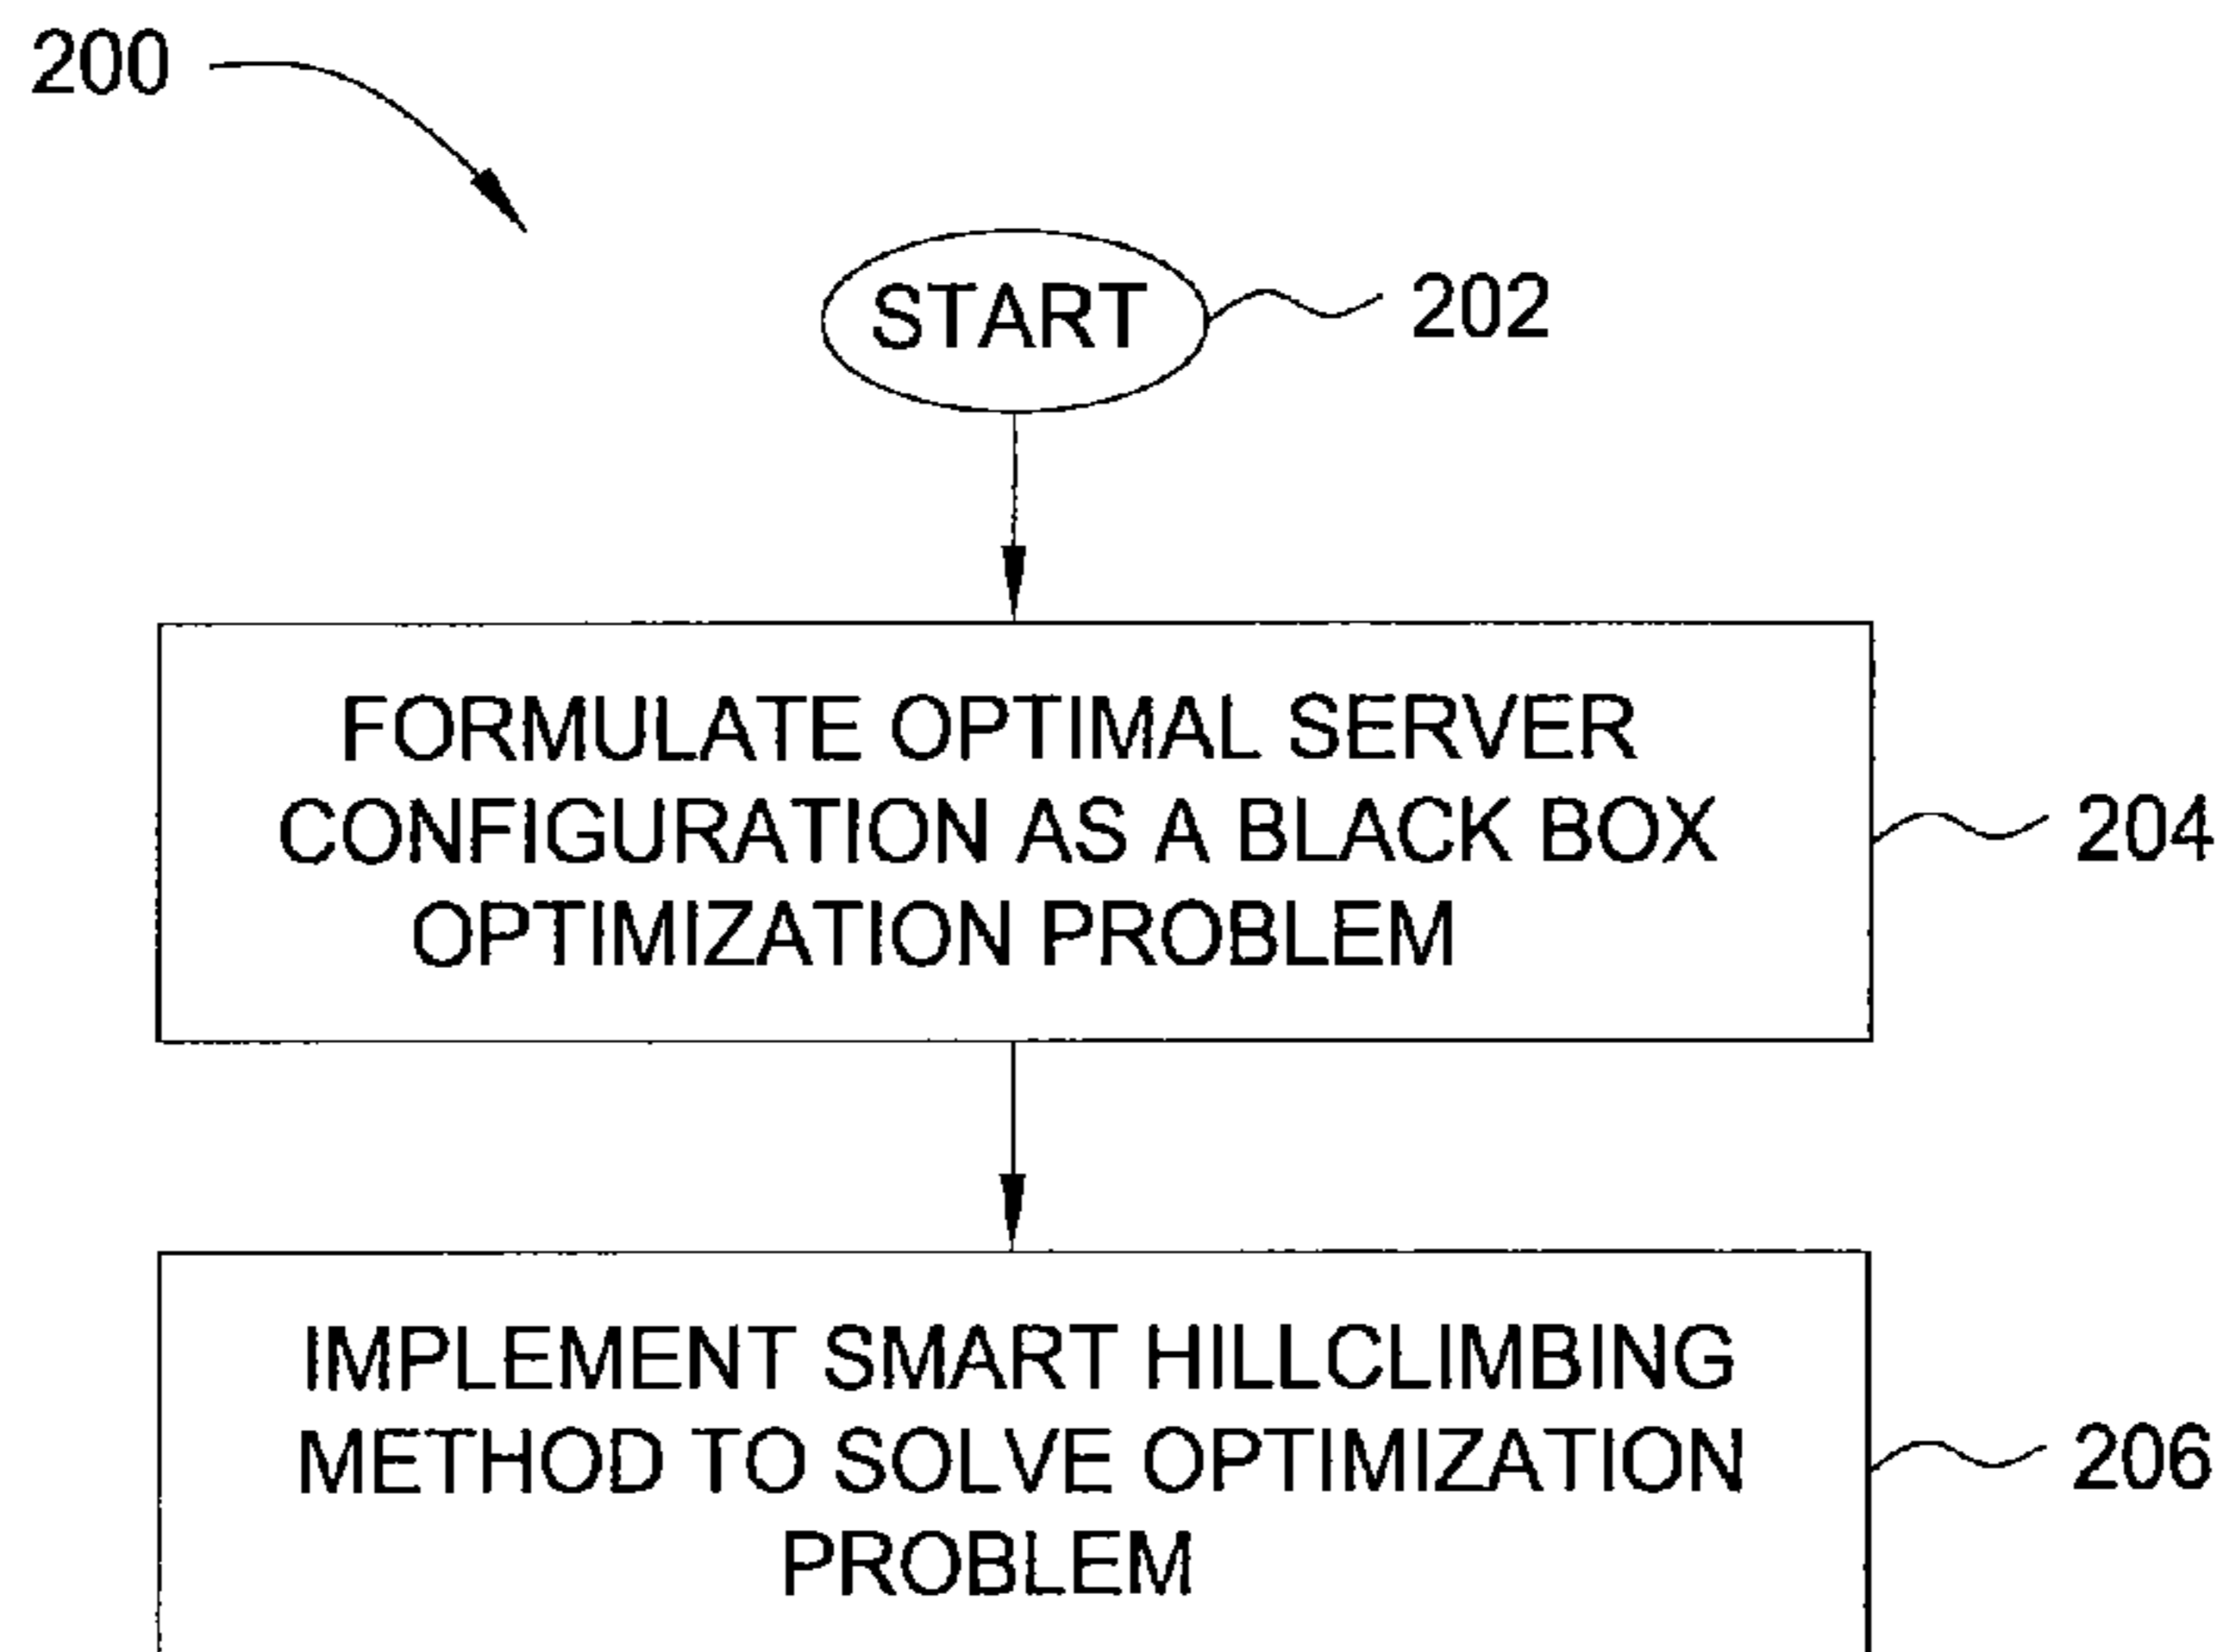 200
START
202
FORMULATE OPTIMAL SERVER
CONFIGURATION AS A BLACK BOX
OPTIMIZATION PROBLEM
204
IMPLEMENT SMART HILLCLIMBING
METHOD TO SOLVE OPTIMIZATION
PROBLEM
206